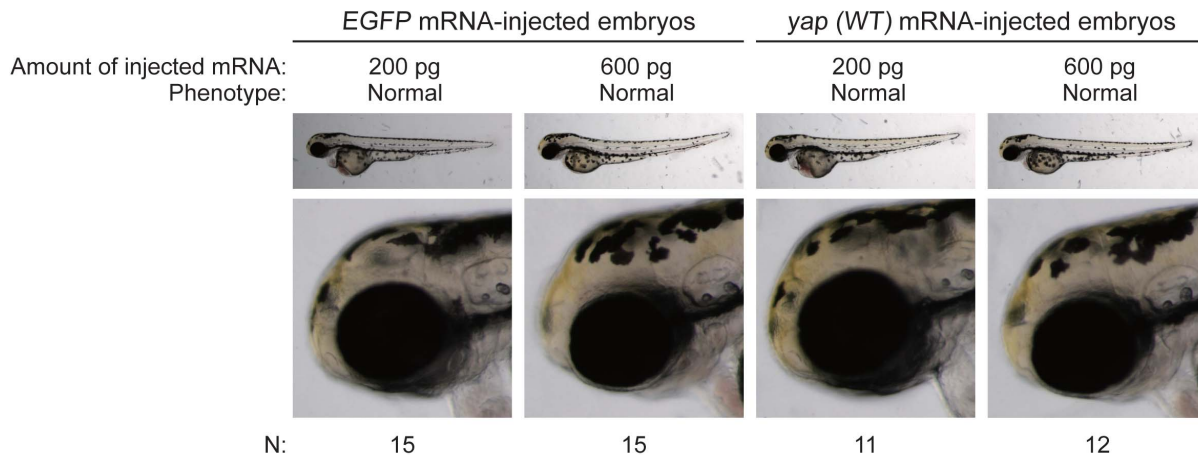 EGFP mRNA-injected embryos yap (WT) mRNA-injected embryos
Amount of injected mRNA: 200 pg 600 pg 200 pg 600 pg
Phenotype: Normal Normal Normal Normal
N: 15 15 11 12